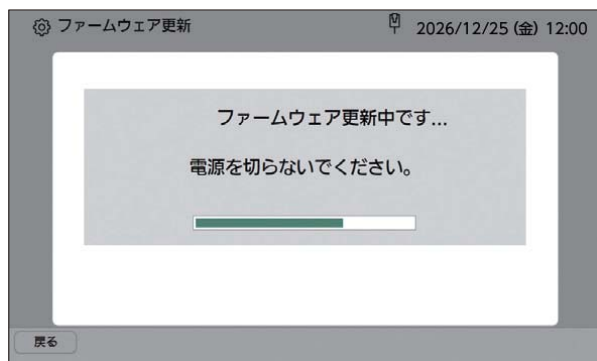 ファームウェア更新
M
2026/12/25 (金) 12:00
ファームウェア更新中です...
電源を切らないでください。
戻る